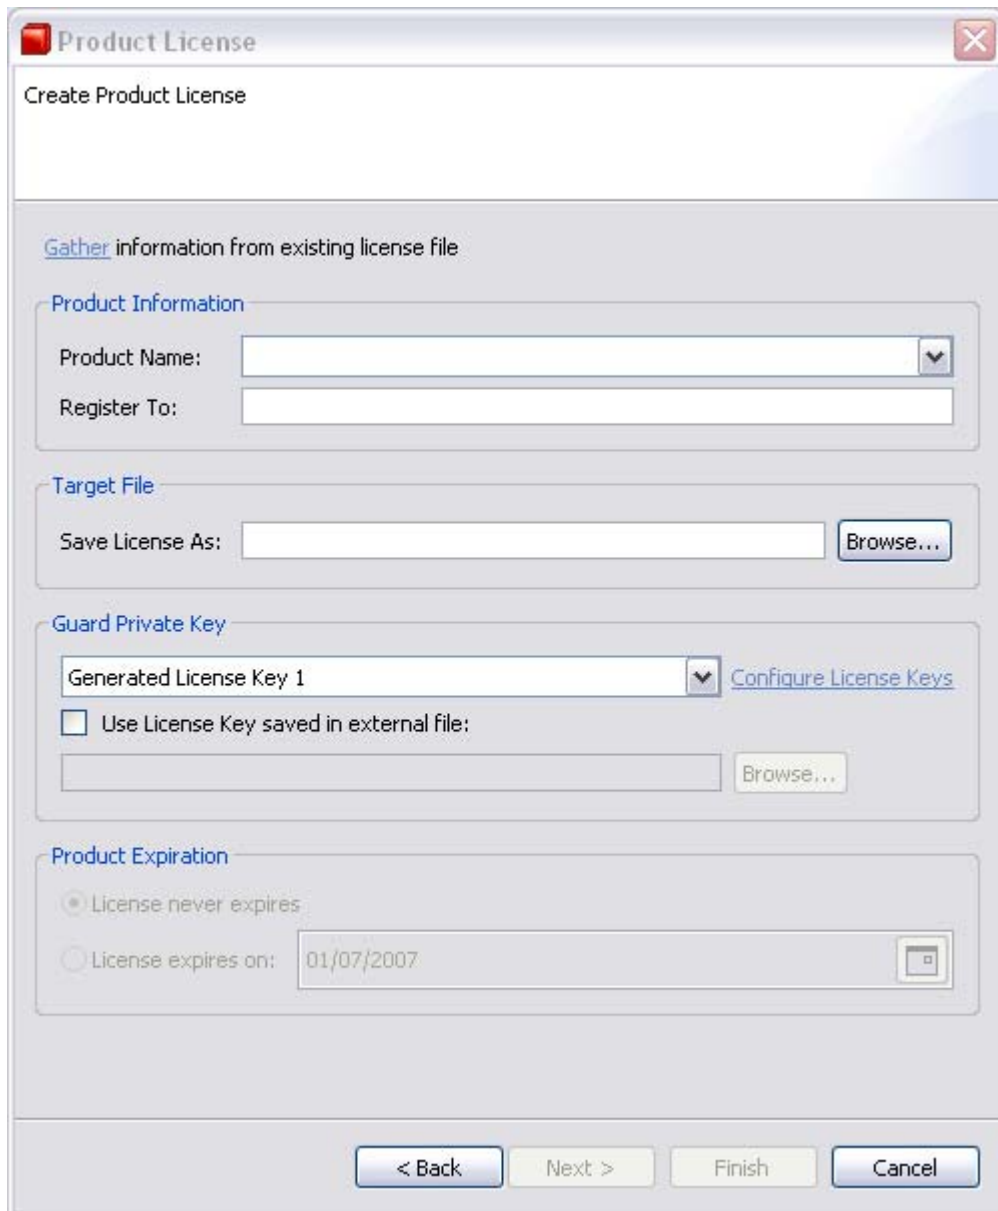 Product License
Create Product License
Gather information from existing license file
Product Information
Product Name:
Register To:
Target File
Save License As:
Browse...
Guard Private Key
Generated License Key 1
Configure License Keys
Use License Key saved in external file:
Browse...
Product Expiration
License never expires
License expires on:
01/07/2007
< Back
Next >
Finish
Cancel